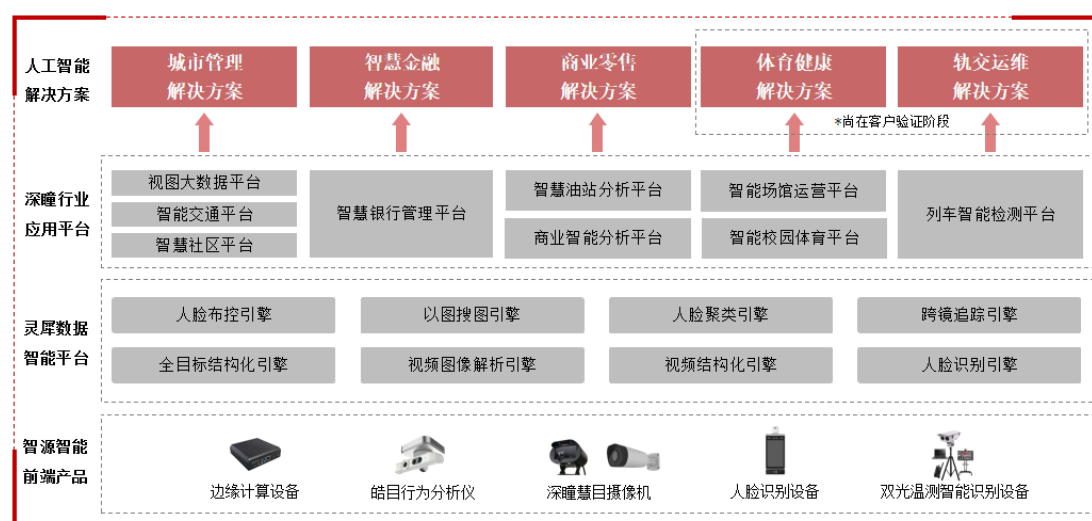 人工智能
解决方案
城市管理
解决方案
智慧金融
解决方案
商业零售
解决方案
体育健康
解决方案
轨交运维
解决方案
*尚在客户验证阶段
深瞳行业
应用平台
视图大数据平台
智能交通平台
智慧社区平台
智慧银行管理平台
智慧油站分析平台
商业智能分析平台
智能场馆运营平台
智能校园体育平台
列车智能检测平台
灵犀数据
智能平台
人脸布控引擎
以图搜图引擎
人脸聚类引擎
跨镜追踪引擎
全目标结构化引擎
视频图像解析引擎
视频结构化引擎
人脸识别引擎
智源智能
前端产品
边缘计算设备
皓目行为分析仪
深瞳慧目摄像机
人脸识别设备
双光温测智能识别设备